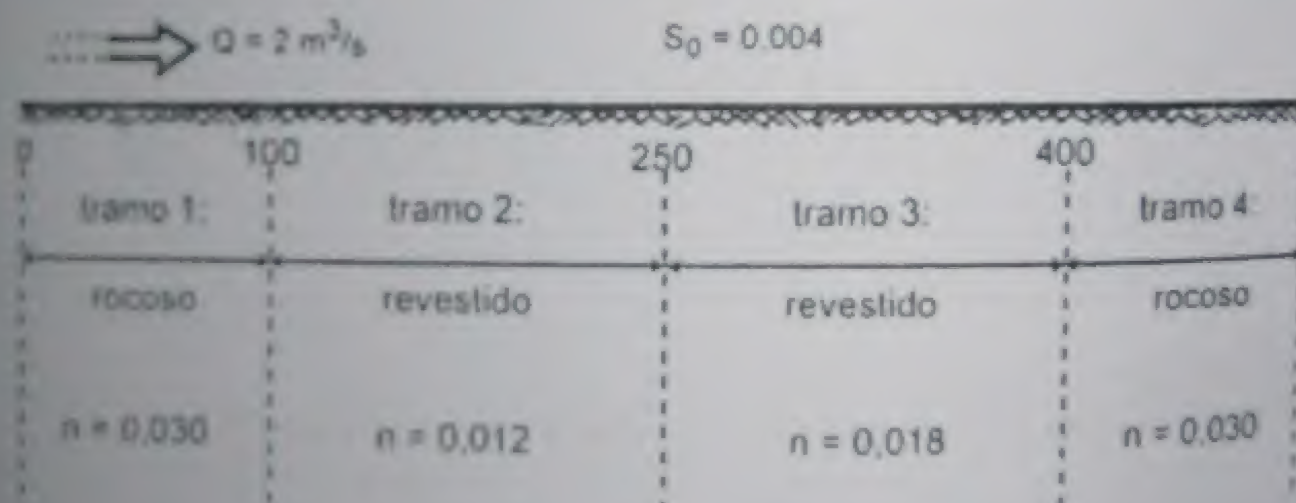 Q = 2 m³/s S₀ = 0.004
0 100 250 400
tramo 1: tramo 2: tramo 3: tramo 4:
rocoso revestido revestido rocoso
n = 0,030 n = 0,012 n = 0,018 n = 0,030